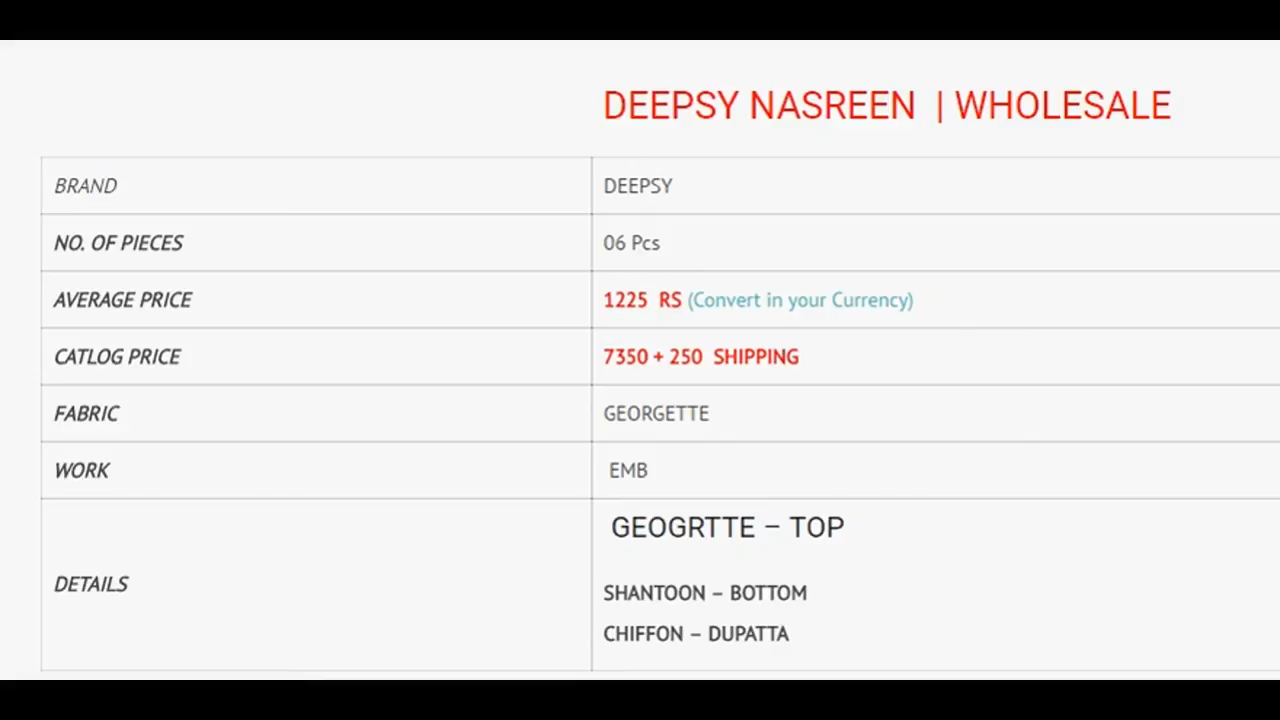 DEEPSY NASREEN | WHOLESALE
BRAND DEEPSY
NO. OF PIECES 06 Pcs
AVERAGE PRICE 1225 RS (Convert in your Currency)
CATLOG PRICE 7350 + 250 SHIPPING
FABRIC GEORGETTE
WORK EMB
DETAILS GEOGRTTE – TOP
SHANTOON – BOTTOM
CHIFFON – DUPATTA